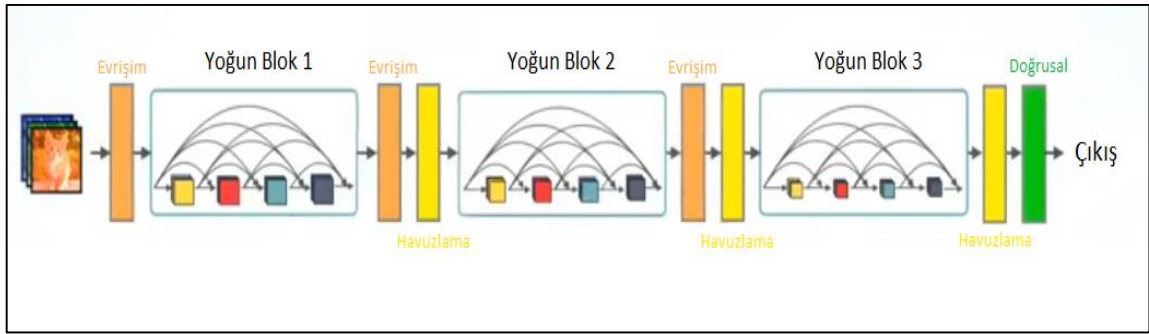 Evrişim
Yoğun Blok 1
Evrişim
Havuzlama
Yoğun Blok 2
Evrişim
Havuzlama
Yoğun Blok 3
Havuzlama
Doğrusal
Çıkış